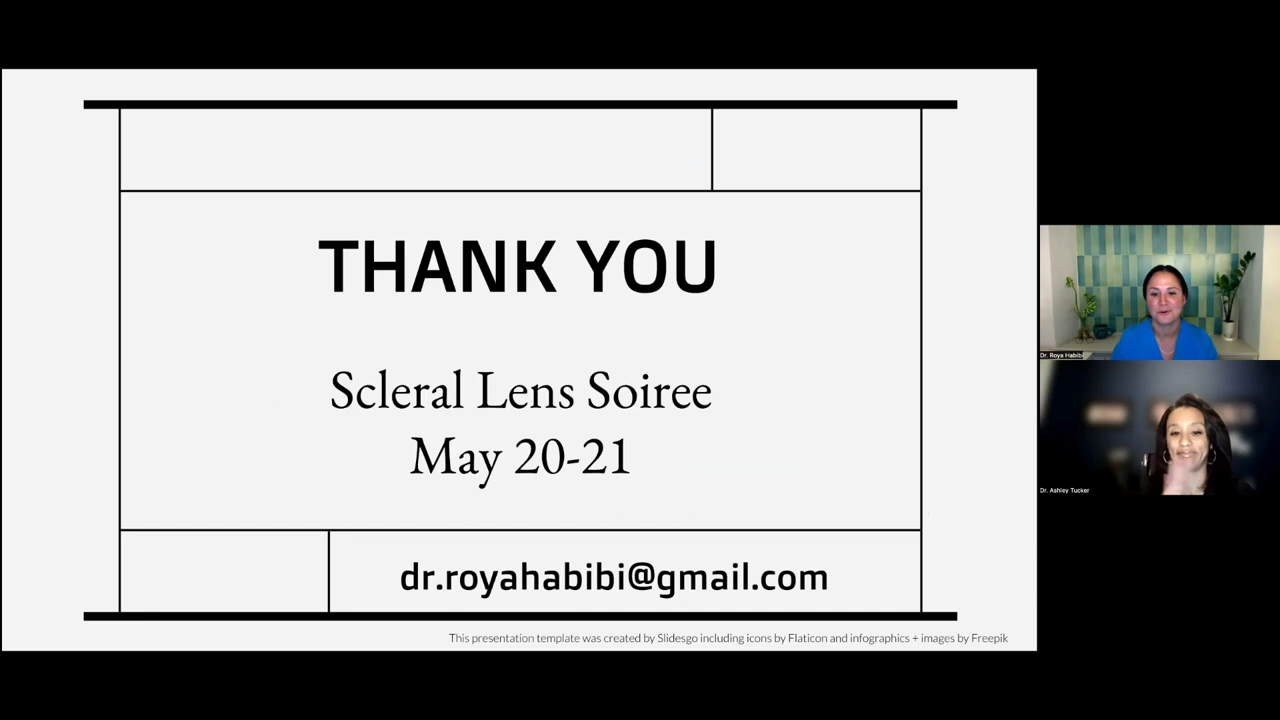 THANK YOU
Scleral Lens Soiree
May 20-21
dr.royahabibi@gmail.com
This presentation template was created by Slidesgo including icons by Flaticon and infographics + images by Freepik
Dr. Roya Habibi
Dr. Ashley Tucker